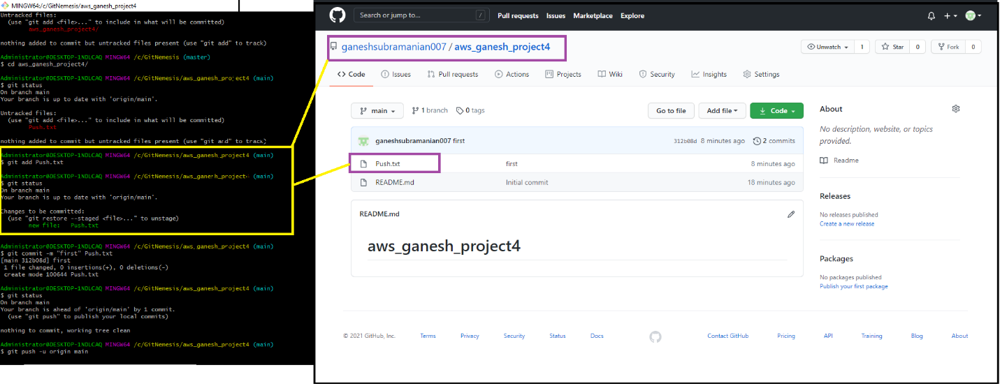 MINGW64:/c/GitNemesis/aws_ganesh_project4
Untracked files:
(use "git add <file>..." to include in what will be committed)
aws_ganesh_project4/
nothing added to commit but untracked files present (use "git add" to track)
Administrator@DESKTOP-1NDLCAQ MINGW64 /c/GitNemesis (master)
$ cd aws_ganesh_project4/
Administrator@DESKTOP-1NDLCAQ MINGW64 /c/GitNemesis/aws_ganesh_project4 (main)
$ git status
On branch main
Your branch is up to date with 'origin/main'.
Untracked files:
(use "git add <file>..." to include in what will be committed)
Push.txt
nothing added to commit but untracked files present (use "git add" to track)
Administrator@DESKTOP-1NDLCAQ MINGW64 /c/GitNemesis/aws_ganesh_project4 (main)
$ git add Push.txt
Administrator@DESKTOP-1NDLCAQ MINGW64 /c/GitNemesis/aws_ganesh_project4 (main)
$ git status
On branch main
Your branch is up to date with 'origin/main'.
Changes to be committed:
(use "git restore --staged <file>..." to unstage)
new file: Push.txt
Administrator@DESKTOP-1NDLCAQ MINGW64 /c/GitNemesis/aws_ganesh_project4 (main)
$ git commit -m "first" Push.txt
[main 312b08d] first
1 file changed, 0 insertions(+), 0 deletions(-)
create mode 100644 Push.txt
Administrator@DESKTOP-1NDLCAQ MINGW64 /c/GitNemesis/aws_ganesh_project4 (main)
$ git status
On branch main
Your branch is ahead of 'origin/main' by 1 commit.
(use "git push" to publish your local commits)
nothing to commit, working tree clean
Administrator@DESKTOP-1NDLCAQ MINGW64 /c/GitNemesis/aws_ganesh_project4 (main)
$ git push -u origin main
Search or jump to... / Pull requests Issues Marketplace Explore
ganeshsubramanian007 / aws_ganesh_project4 Unwatch 1 Star 0 Fork 0
Code Issues Pull requests Actions Projects Wiki Security Insights Settings
main 1 branch 0 tags Go to file Add file Code
ganeshsubramanian007 first 312b08d 8 minutes ago 2 commits
Push.txt first 8 minutes ago
README.md Initial commit 18 minutes ago
README.md
aws_ganesh_project4
About
No description, website, or topics
provided.
Readme
Releases
No releases published
Create a new release
Packages
No packages published
Publish your first package
© 2021 GitHub, Inc. Terms Privacy Security Status Docs Contact GitHub Pricing API Training Blog About